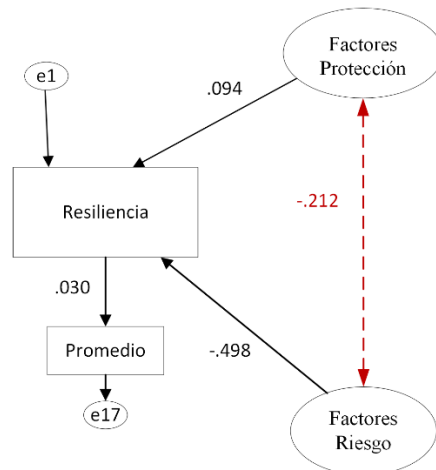 Factores
Protección
e1
.094
Resiliencia
-.212
.030
-.498
Promedio
e17
Factores
Riesgo